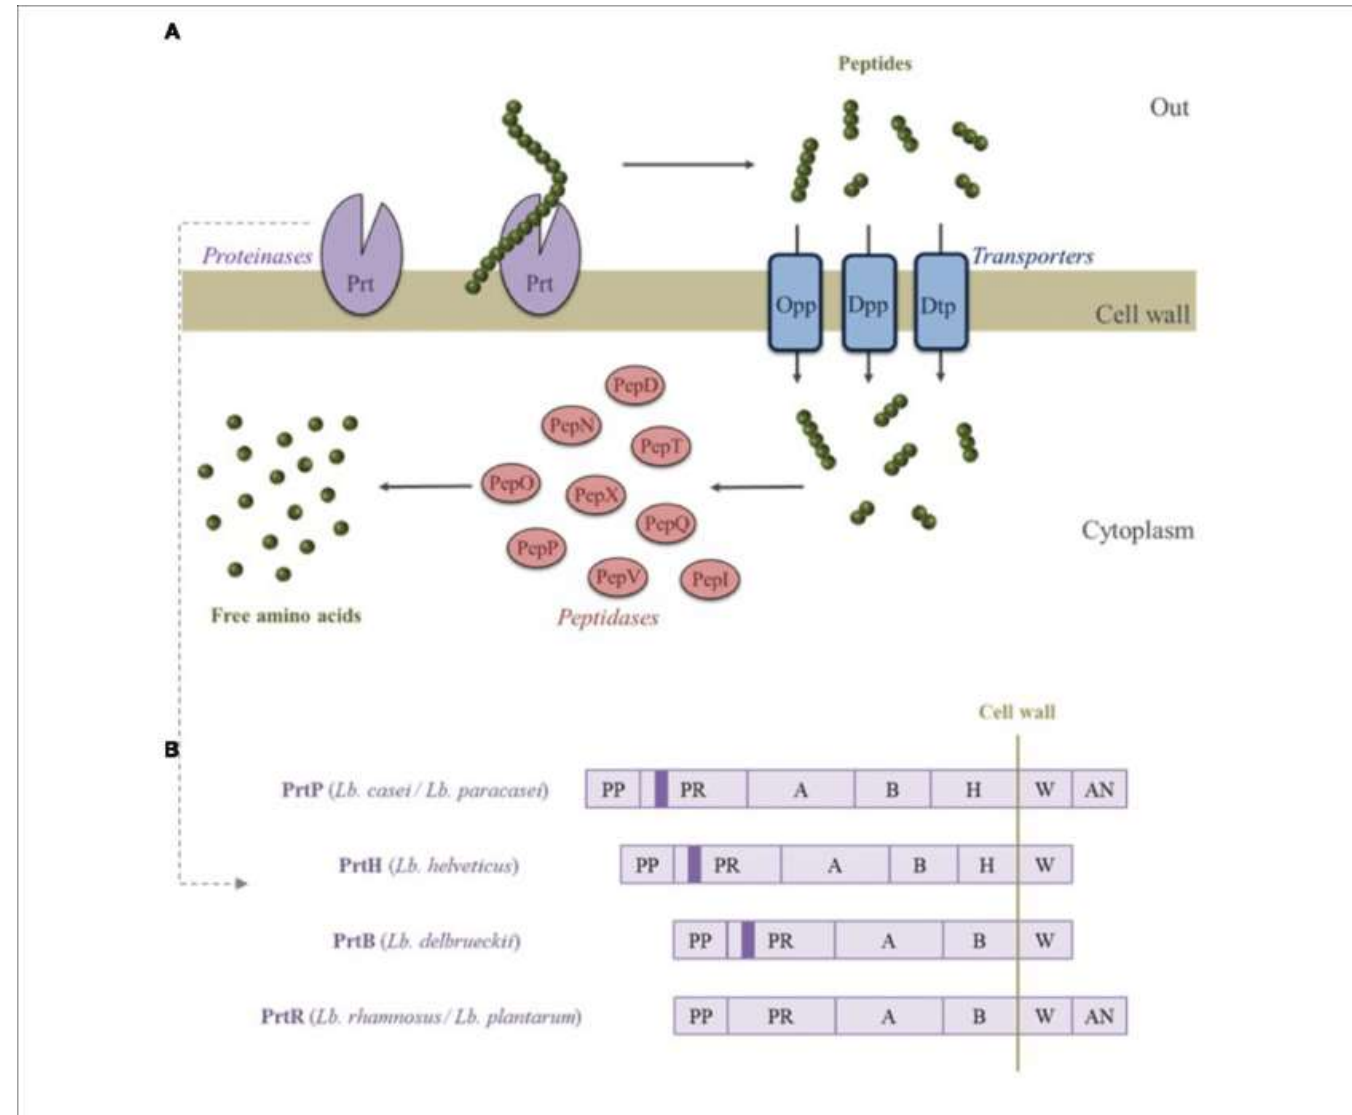 A
Peptides
Out
Proteinases
Transporters
Prt
Prt
Opp
Dpp
Dtp
Cell wall
PepD
PepN
PepT
PepO
PepX
PepQ
PepP
PepV
PepI
Cytoplasm
Free amino acids
Peptidases
Cell wall
B
PrtP (Lb. casei / Lb. paracasei) PP PR A B H W AN
PrtH (Lb. helveticus) PP PR A B H W
PrtB (Lb. delbrueckii) PP PR A B W
PrtR (Lb. rhamnosus / Lb. plantarum) PP PR A B W AN